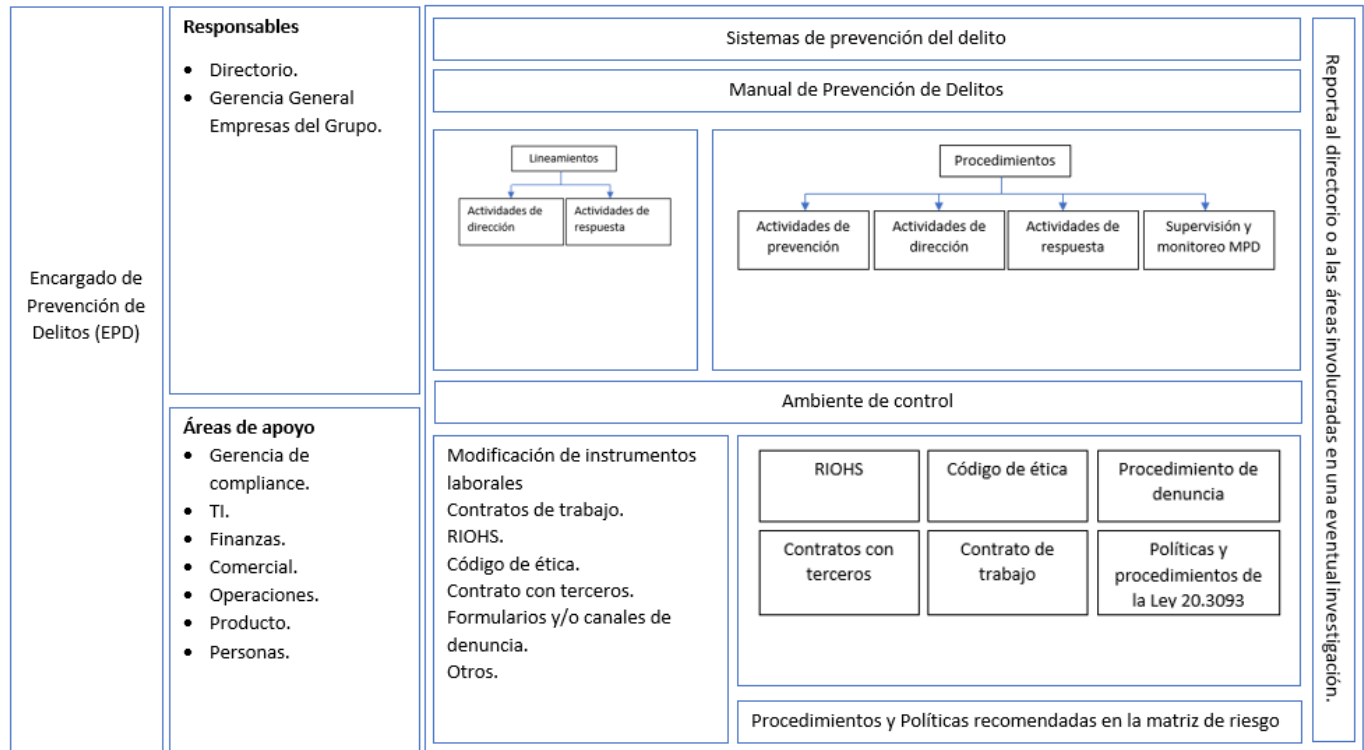 Encargado de
Prevención de
Delitos (EPD)
Responsables
• Directorio.
• Gerencia General
Empresas del Grupo.
Áreas de apoyo
• Gerencia de
compliance.
• TI.
• Finanzas.
• Comercial.
• Operaciones.
• Producto.
• Personas.
Sistemas de prevención del delito
Manual de Prevención de Delitos
Lineamientos
Actividades de
dirección
Actividades de
respuesta
Procedimientos
Actividades de
prevención
Actividades de
dirección
Actividades de
respuesta
Supervisión y
monitoreo MPD
Ambiente de control
Modificación de instrumentos
laborales
Contratos de trabajo.
RIOHS.
Código de ética.
Contrato con terceros.
Formularios y/o canales de
denuncia.
Otros.
RIOHS
Código de ética
Procedimiento de
denuncia
Contratos con
terceros
Contrato de
trabajo
Políticas y
procedimientos de
la Ley 20.3093
Procedimientos y Políticas recomendadas en la matriz de riesgo
Reporta al directorio o a las áreas involucradas en una eventual investigación.